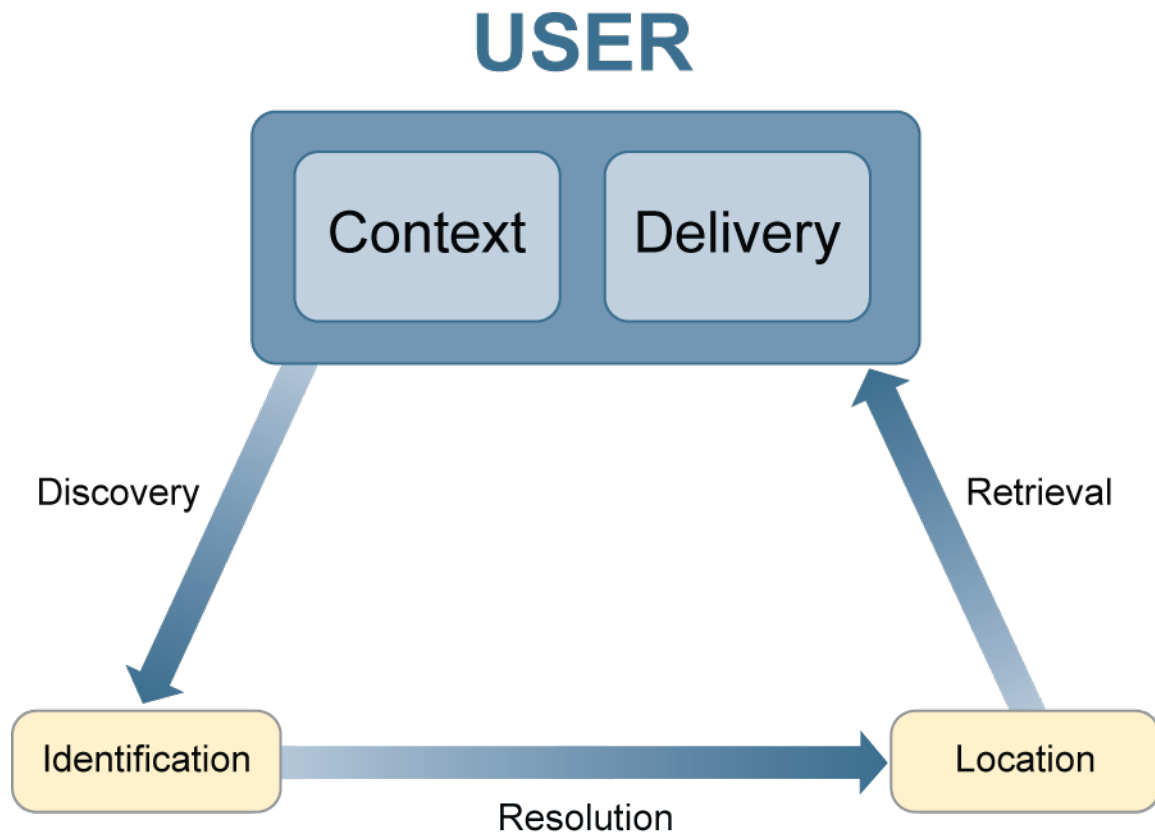 USER
Context
Delivery
Discovery
Retrieval
Identification
Location
Resolution